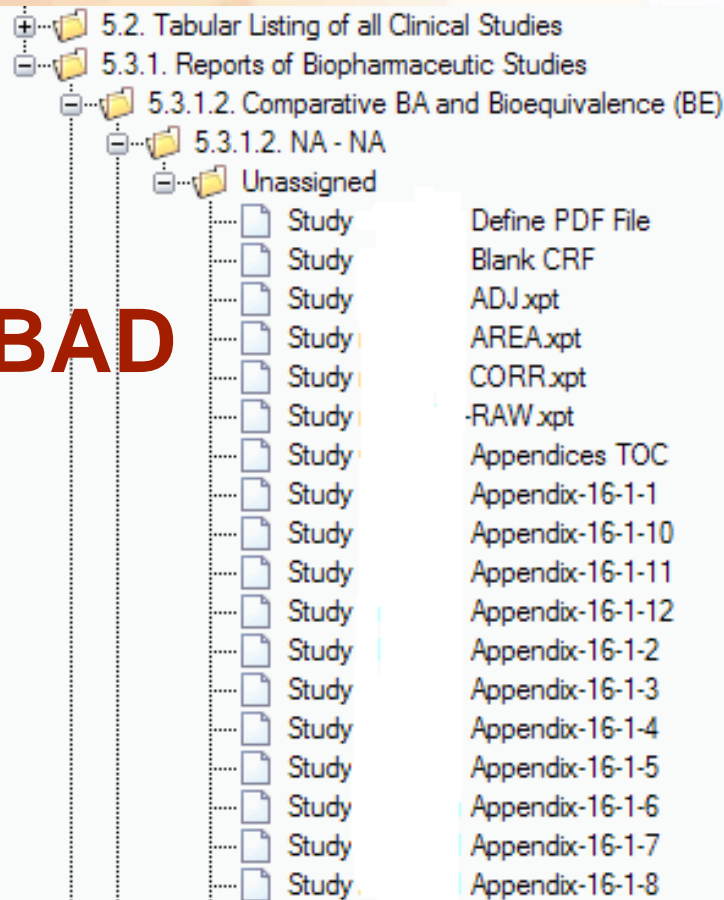 5.2. Tabular Listing of all Clinical Studies
5.3.1. Reports of Biopharmaceutic Studies
5.3.1.2. Comparative BA and Bioequivalence (BE)
5.3.1.2. NA - NA
Unassigned
Study Define PDF File
Study Blank CRF
Study ADJ.xpt
BAD
Study AREA.xpt
Study CORR.xpt
Study -RAW.xpt
Study Appendices TOC
Study Appendix-16-1-1
Study Appendix-16-1-10
Study Appendix-16-1-11
Study Appendix-16-1-12
Study Appendix-16-1-2
Study Appendix-16-1-3
Study Appendix-16-1-4
Study Appendix-16-1-5
Study Appendix-16-1-6
Study Appendix-16-1-7
Study Appendix-16-1-8